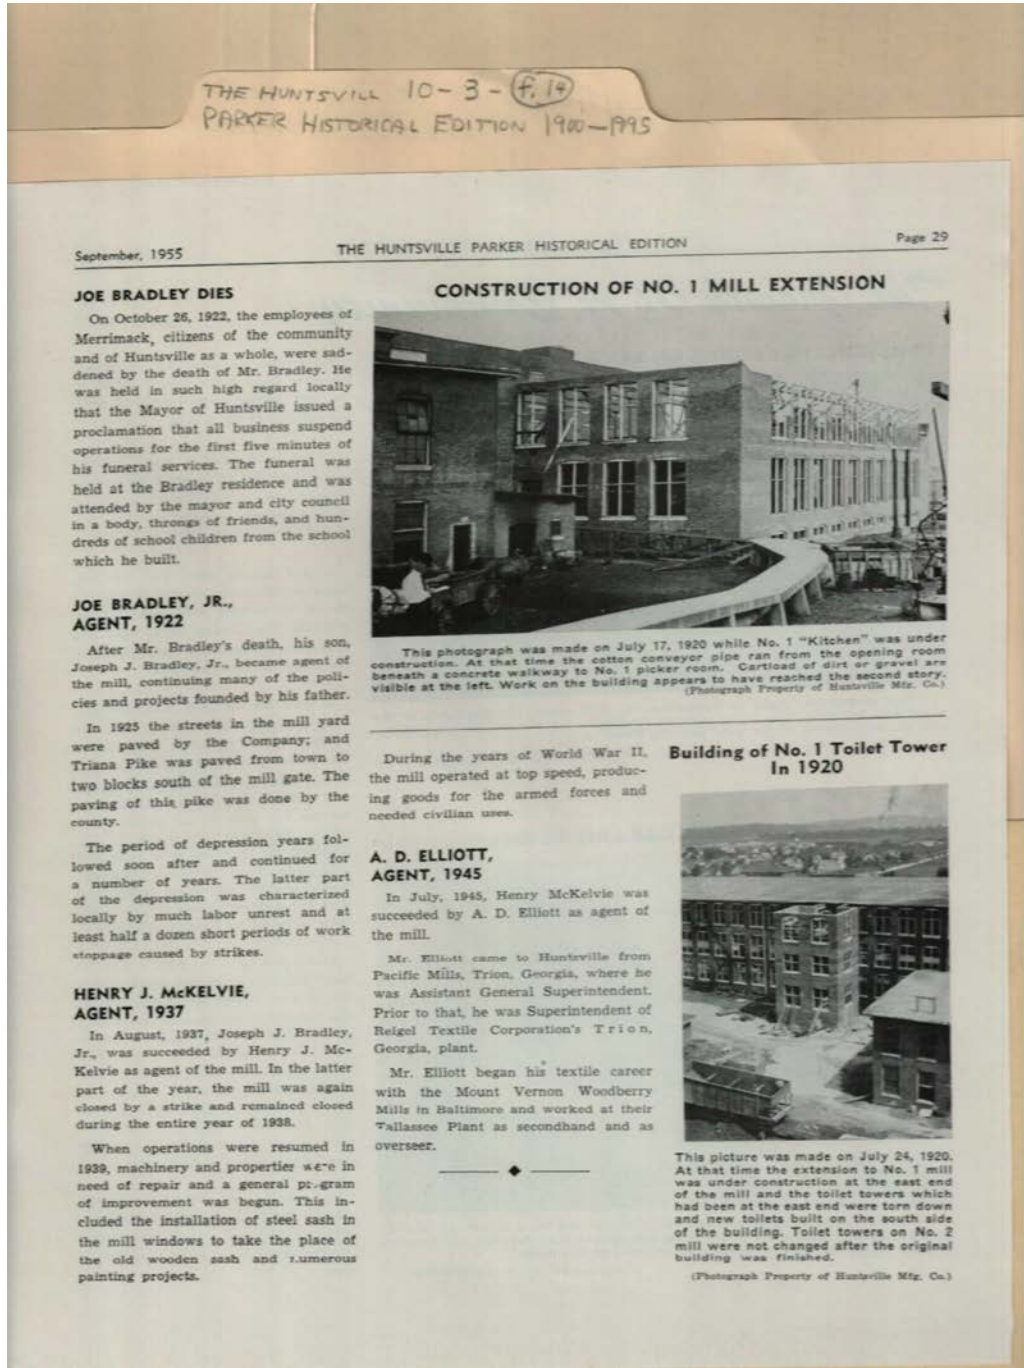 THE HUNTSVILL 10-3-f.14
PARKER HISTORICAL EDITION 1900-1995
September, 1955
THE HUNTSVILLE PARKER HISTORICAL EDITION
Page 29
JOE BRADLEY DIES
On October 26, 1922, the employees of
Merrimack, citizens of the community
and of Huntsville as a whole, were sad-
dened by the death of Mr. Bradley. He
was held in such high regard locally
that the Mayor of Huntsville issued a
proclamation that all business suspend
operations for the first five minutes of
his funeral services. The funeral was
held at the Bradley residence and was
attended by the mayor and city council
in a body, throngs of friends, and hun-
dreds of school children from the school
which he built.
JOE BRADLEY, JR.,
AGENT, 1922
After Mr. Bradley's death, his son,
Joseph J. Bradley, Jr., became agent of
the mill, continuing many of the poli-
cies and projects founded by his father.
In 1925 the streets in the mill yard
were paved by the Company; and
Triana Pike was paved from town to
two blocks south of the mill gate. The
paving of this pike was done by the
county.
The period of depression years fol-
lowed soon after and continued for
a number of years. The latter part
of the depression was characterized
locally by much labor unrest and at
least half a dozen short periods of work
stoppage caused by strikes.
HENRY J. McKELVIE,
AGENT, 1937
In August, 1937, Joseph J. Bradley,
Jr., was succeeded by Henry J. Mc-
Kelvie as agent of the mill. In the latter
part of the year, the mill was again
closed by a strike and remained closed
during the entire year of 1938.
When operations were resumed in
1939, machinery and properties were in
need of repair and a general program
of improvement was begun. This in-
cluded the installation of steel sash in
the mill windows to take the place of
the old wooden sash and numerous
painting projects.
CONSTRUCTION OF NO. 1 MILL EXTENSION
This photograph was made on July 17, 1920 while No. 1 "Kitchen" was under
construction. At that time the cotton conveyor pipe ran from the opening room
beneath a concrete walkway to No. 1 picker room. Cartload of dirt or gravel are
visible at the left. Work on the building appears to have reached the second story.
(Photograph Property of Huntsville Mfg. Co.)
During the years of World War II,
the mill operated at top speed, produc-
ing goods for the armed forces and
needed civilian uses.
A. D. ELLIOTT,
AGENT, 1945
In July, 1945, Henry McKelvie was
succeeded by A. D. Elliott as agent of
the mill.
Mr. Elliott came to Huntsville from
Pacific Mills, Trion, Georgia, where he
was Assistant General Superintendent.
Prior to that, he was Superintendent of
Reigel Textile Corporation's Trion,
Georgia, plant.
Mr. Elliott began his textile career
with the Mount Vernon Woodberry
Mills in Baltimore and worked at their
Tallassee Plant as secondhand and as
overseer.
Building of No. 1 Toilet Tower
In 1920
This picture was made on July 24, 1920.
At that time the extension to No. 1 mill
was under construction at the east end
of the mill and the toilet towers which
had been at the east end were torn down
and new toilets built on the south side
of the building. Toilet towers on No. 2
mill were not changed after the original
building was finished.
(Photograph Property of Huntsville Mfg. Co.)